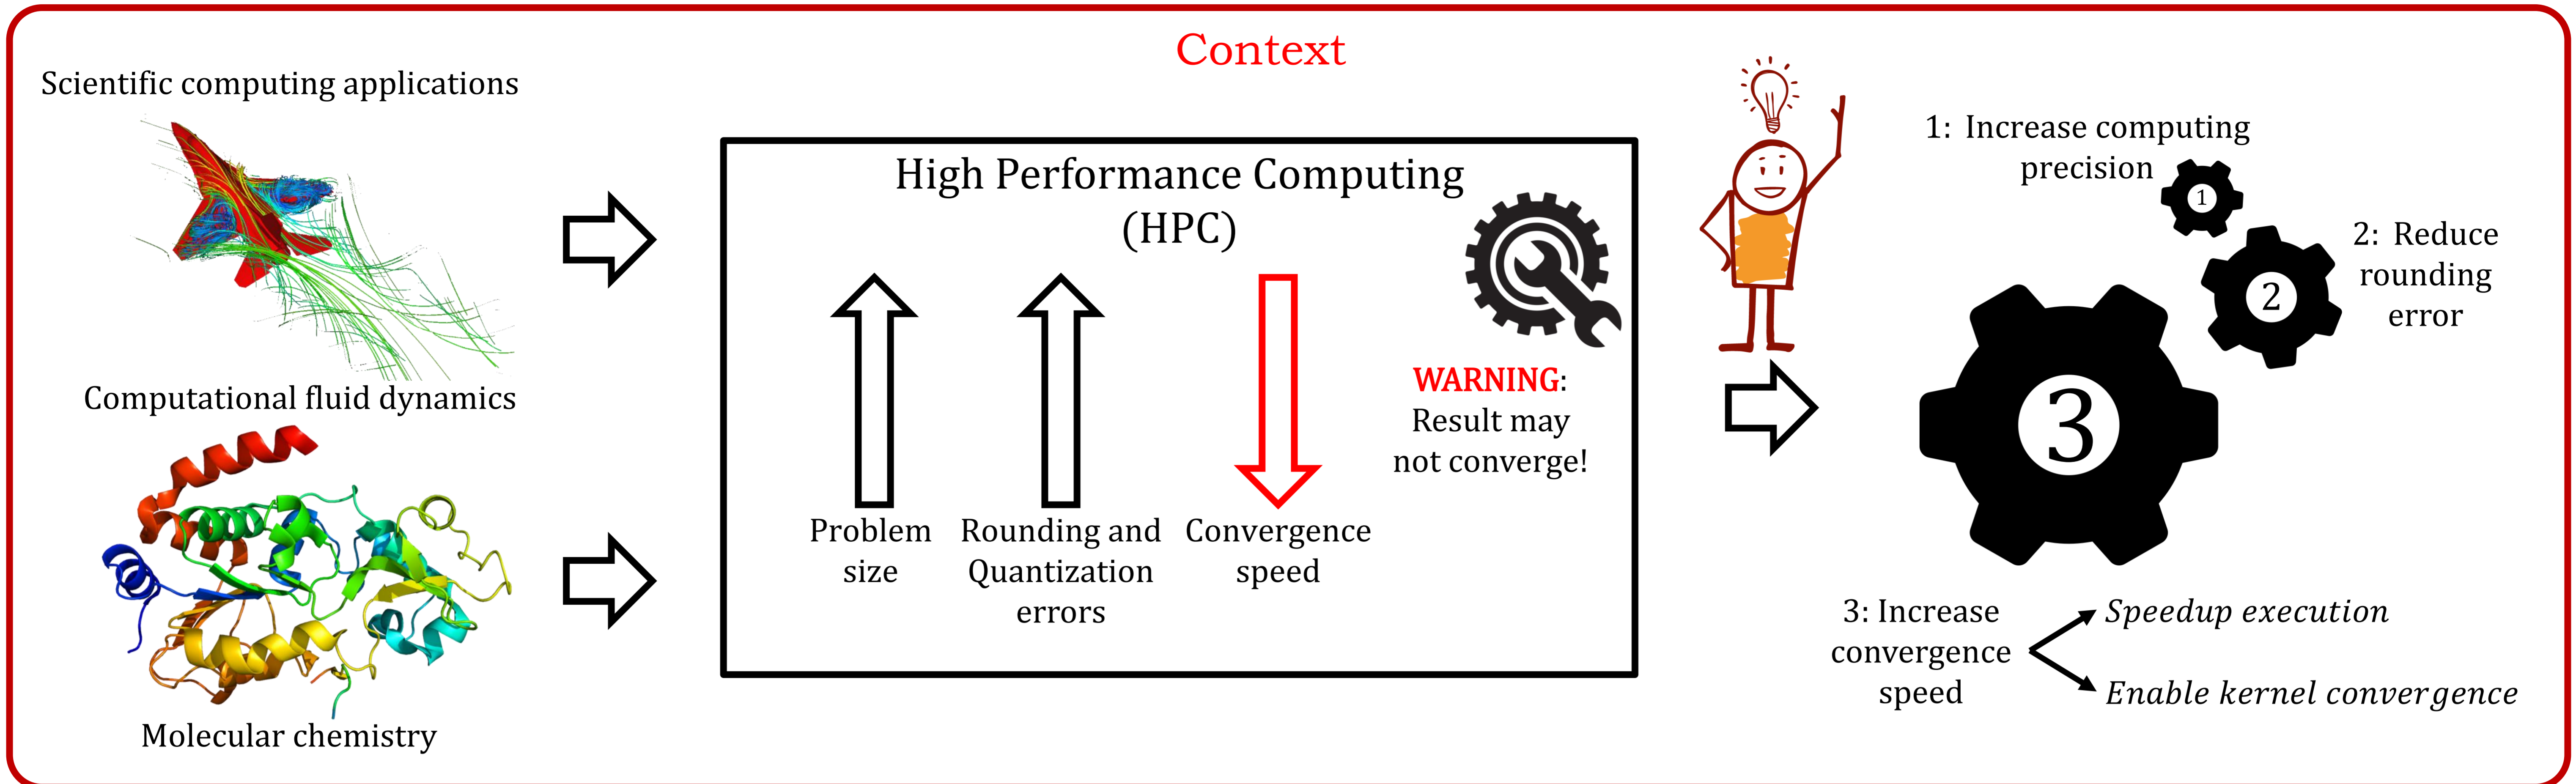 Context
Scientific computing applications
Computational fluid dynamics
Molecular chemistry
High Performance Computing
(HPC)
Problem
size
Rounding and
Quantization
errors
Convergence
speed
WARNING:
Result may
not converge!
1: Increase computing
precision
1
2
2: Reduce
rounding
error
3
3: Increase
convergence
speed
Speedup execution
Enable kernel convergence